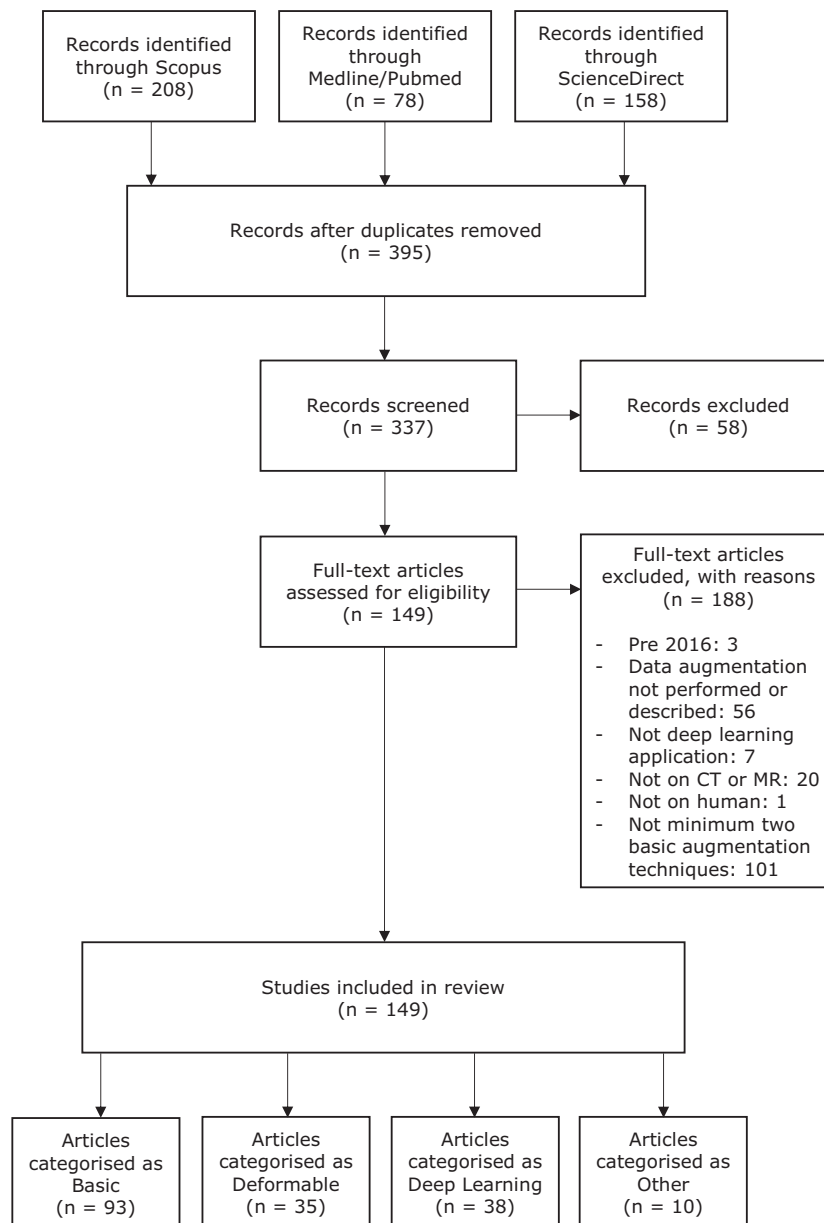 Records identified
through Scopus
(n = 208)
Records identified
through
Medline/Pubmed
(n = 78)
Records identified
through
ScienceDirect
(n = 158)
Records after duplicates removed
(n = 395)
Records screened
(n = 337)
Records excluded
(n = 58)
Full-text articles
assessed for eligibility
(n = 149)
Full-text articles
excluded, with reasons
(n = 188)
- Pre 2016: 3
- Data augmentation
not performed or
described: 56
- Not deep learning
application: 7
- Not on CT or MR: 20
- Not on human: 1
- Not minimum two
basic augmentation
techniques: 101
Studies included in review
(n = 149)
Articles
categorised as
Basic
(n = 93)
Articles
categorised as
Deformable
(n = 35)
Articles
categorised as
Deep Learning
(n = 38)
Articles
categorised as
Other
(n = 10)